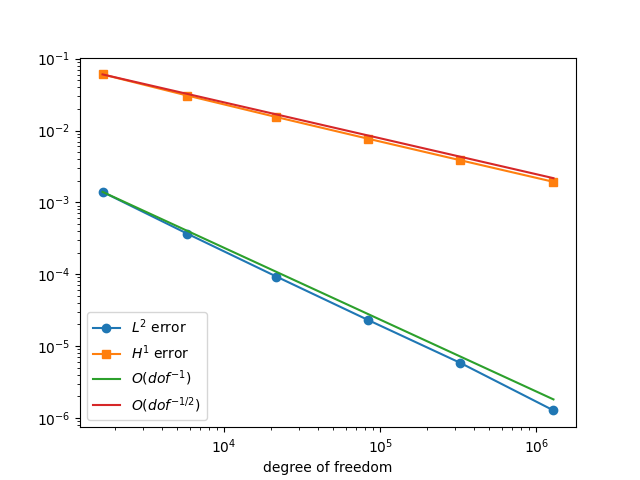 10⁻¹
10⁻²
10⁻³
10⁻⁴
10⁻⁵
10⁻⁶
L² error
H¹ error
O(dof⁻¹)
O(dof⁻¹/²)
10⁴ 10⁵ 10⁶
degree of freedom